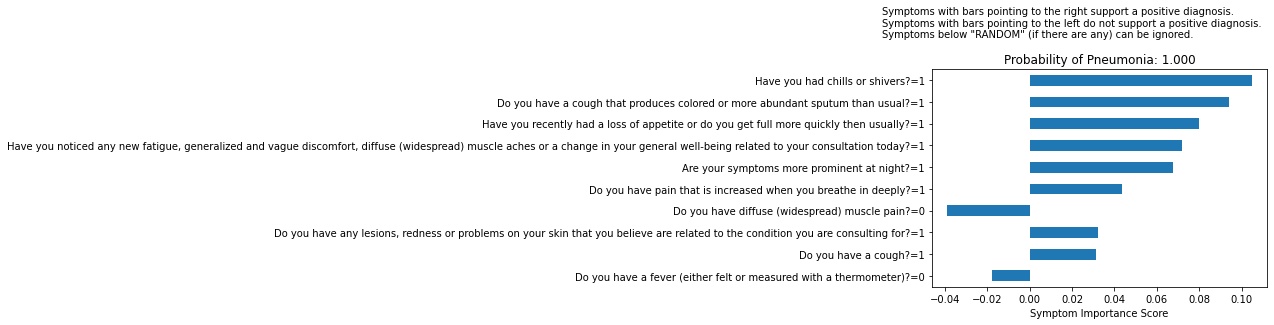 Symptoms with bars pointing to the right support a positive diagnosis.
Symptoms with bars pointing to the left do not support a positive diagnosis.
Symptoms below "RANDOM" (if there are any) can be ignored.
Probability of Pneumonia: 1.000
Have you had chills or shivers?=1
Do you have a cough that produces colored or more abundant sputum than usual?=1
Have you recently had a loss of appetite or do you get full more quickly then usually?=1
Have you noticed any new fatigue, generalized and vague discomfort, diffuse (widespread) muscle aches or a change in your general well-being related to your consultation today?=1
Are your symptoms more prominent at night?=1
Do you have pain that is increased when you breathe in deeply?=1
Do you have diffuse (widespread) muscle pain?=0
Do you have any lesions, redness or problems on your skin that you believe are related to the condition you are consulting for?=1
Do you have a cough?=1
Do you have a fever (either felt or measured with a thermometer)?=0
−0.04 −0.02 0.00 0.02 0.04 0.06 0.08 0.10
Symptom Importance Score